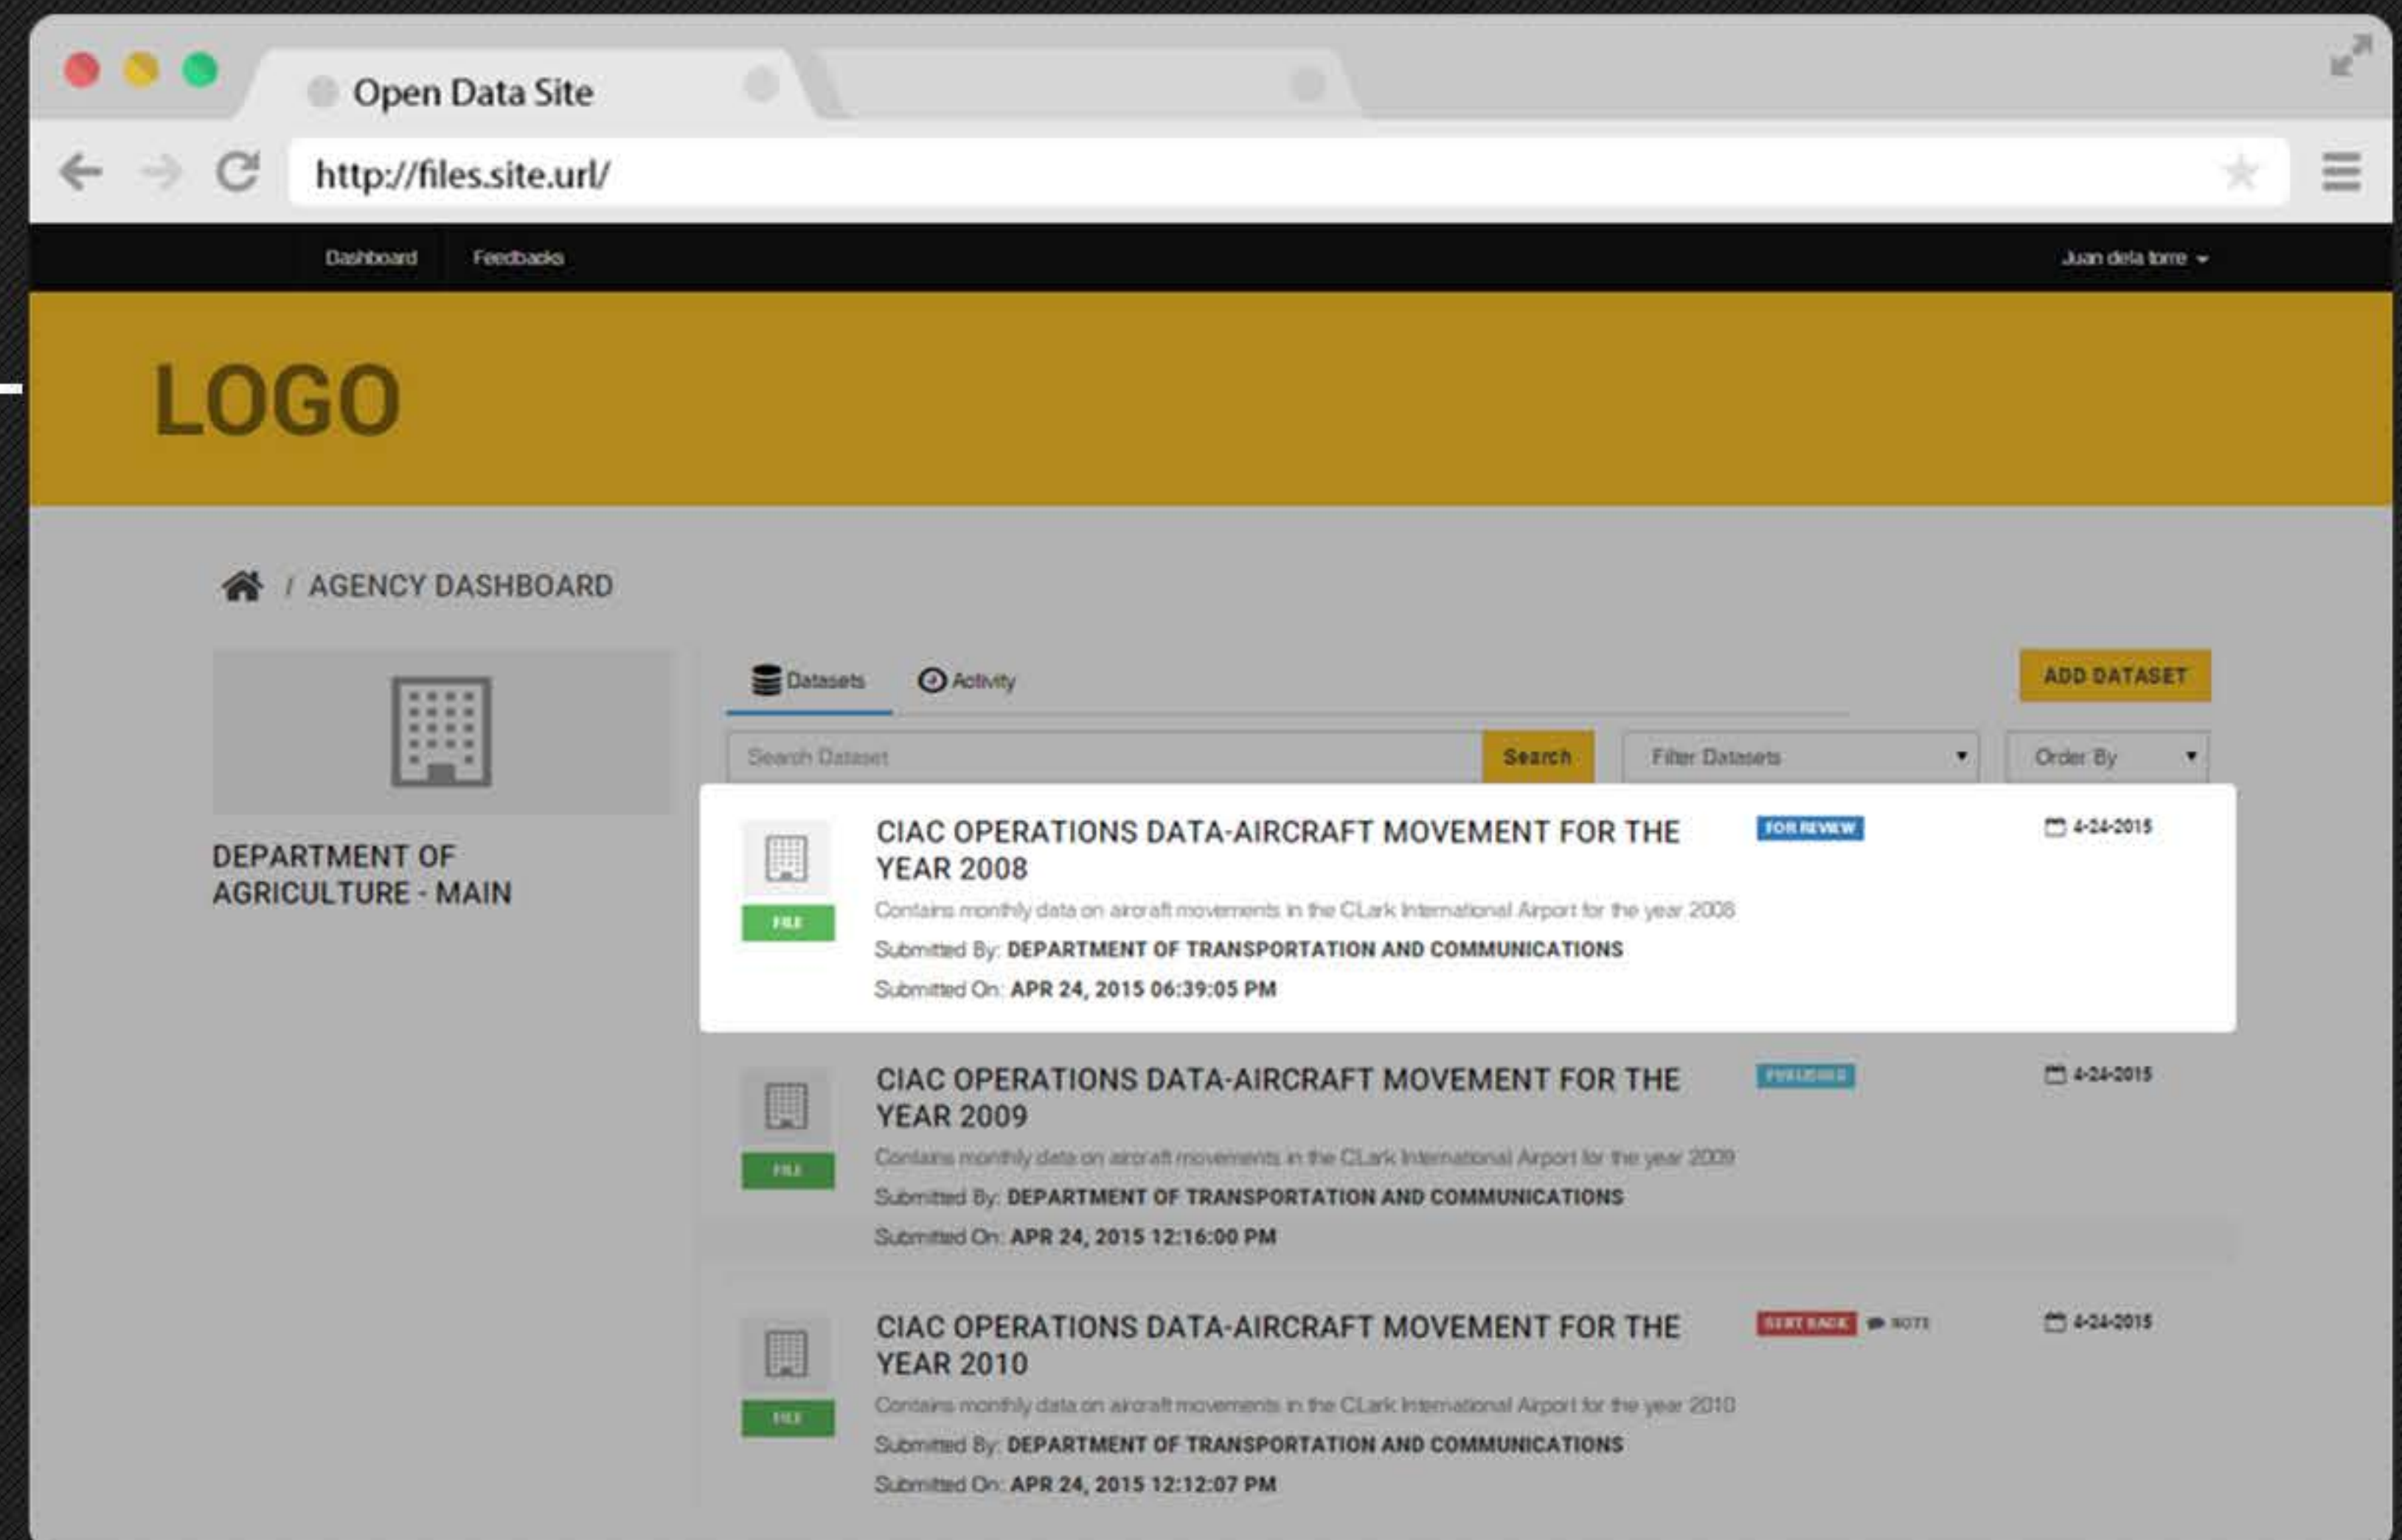 Open Data Site
http://files.site.url/
Dashboard Feedbacks Juan dela torre
LOGO
/ AGENCY DASHBOARD
DEPARTMENT OF
AGRICULTURE - MAIN
Datasets Activity ADD DATASET
Search Dataset Search Filter Datasets Order By
CIAC OPERATIONS DATA-AIRCRAFT MOVEMENT FOR THE
YEAR 2008
FOR REVIEW 4-24-2015
FILE
Contains monthly data on aircraft movements in the CLark International Airport for the year 2008
Submitted By: DEPARTMENT OF TRANSPORTATION AND COMMUNICATIONS
Submitted On: APR 24, 2015 06:39:05 PM
CIAC OPERATIONS DATA-AIRCRAFT MOVEMENT FOR THE
YEAR 2009
PUBLISHED 4-24-2015
FILE
Contains monthly data on aircraft movements in the CLark International Airport for the year 2009
Submitted By: DEPARTMENT OF TRANSPORTATION AND COMMUNICATIONS
Submitted On: APR 24, 2015 12:16:00 PM
CIAC OPERATIONS DATA-AIRCRAFT MOVEMENT FOR THE
YEAR 2010
SENT BACK NOTE 4-24-2015
FILE
Contains monthly data on aircraft movements in the CLark International Airport for the year 2010
Submitted By: DEPARTMENT OF TRANSPORTATION AND COMMUNICATIONS
Submitted On: APR 24, 2015 12:12:07 PM